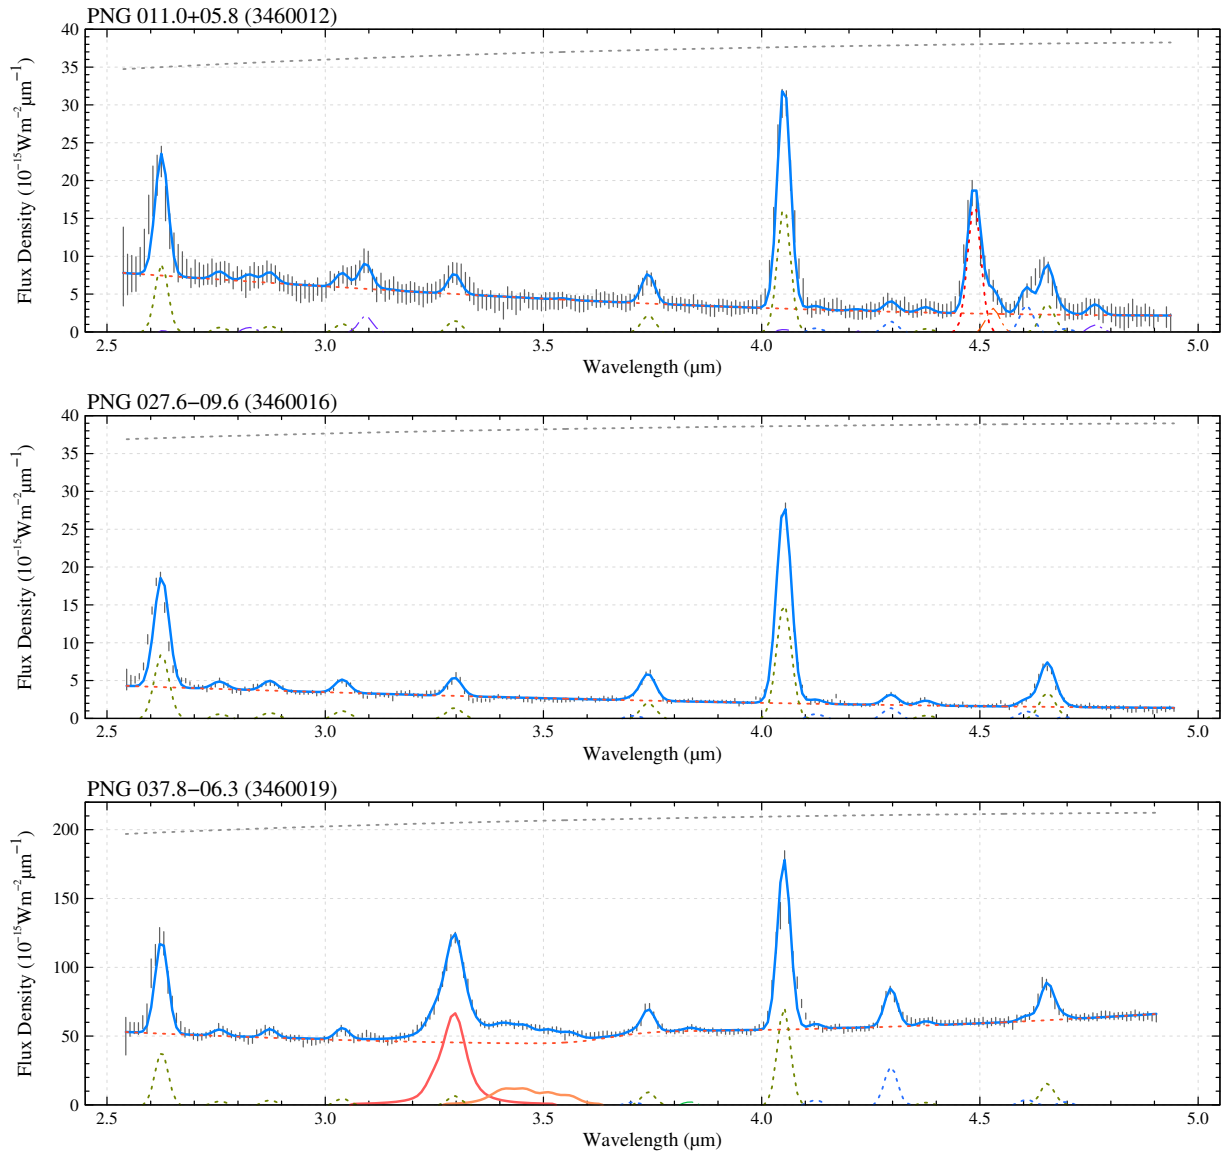 PNG 011.0+05.8 (3460012)
40
35
30
25
20
15
10
5
0
Flux Density (10⁻¹⁵Wm⁻²μm⁻¹)
2.5 3.0 3.5 4.0 4.5 5.0
Wavelength (μm)
PNG 027.6−09.6 (3460016)
40
35
30
25
20
15
10
5
0
Flux Density (10⁻¹⁵Wm⁻²μm⁻¹)
2.5 3.0 3.5 4.0 4.5 5.0
Wavelength (μm)
PNG 037.8−06.3 (3460019)
200
150
100
50
0
Flux Density (10⁻¹⁵Wm⁻²μm⁻¹)
2.5 3.0 3.5 4.0 4.5 5.0
Wavelength (μm)